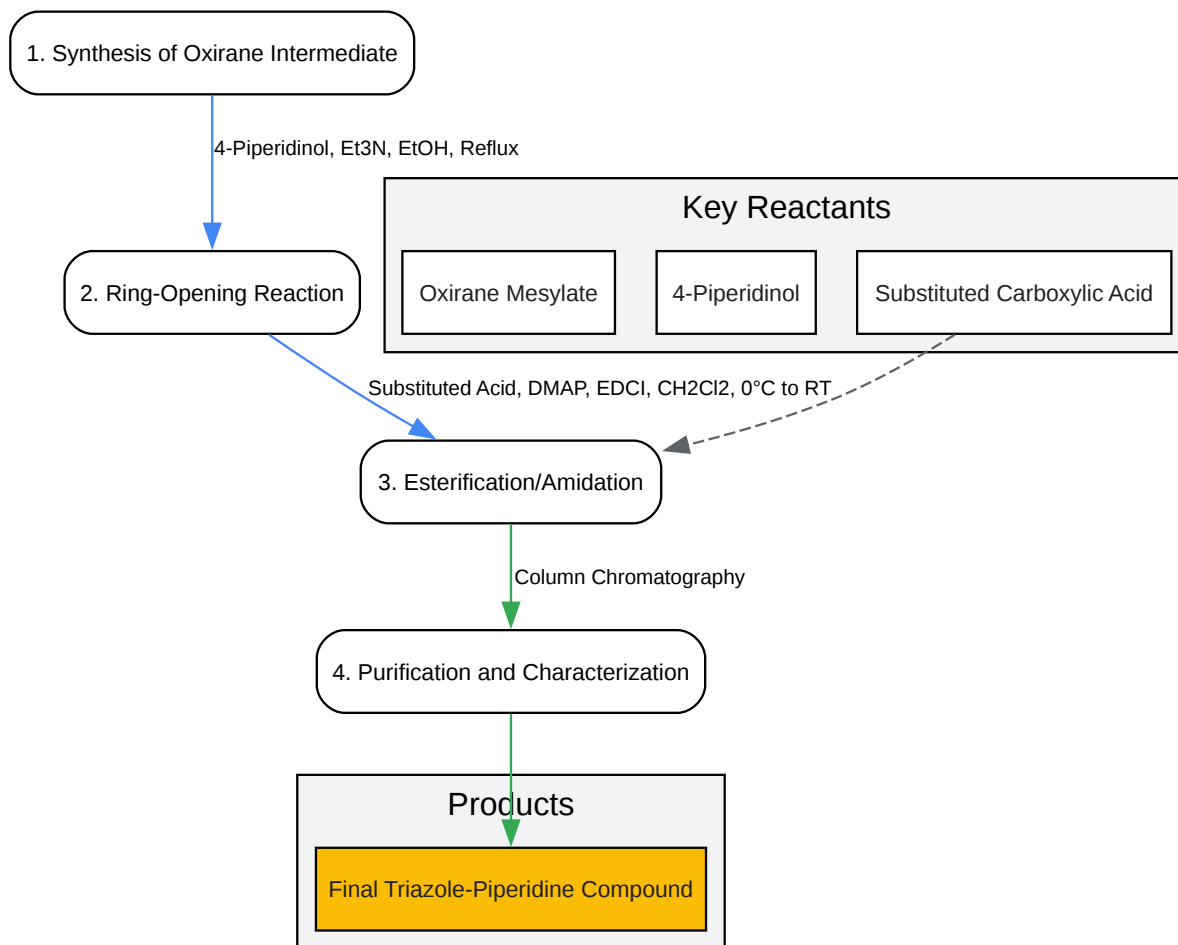 1. Synthesis of Oxirane Intermediate
4-Piperidinol, Et3N, EtOH, Reflux
Key Reactants
2. Ring-Opening Reaction
Oxirane Mesylate
4-Piperidinol
Substituted Carboxylic Acid
Substituted Acid, DMAP, EDCI, CH2Cl2, 0°C to RT
3. Esterification/Amidation
Column Chromatography
4. Purification and Characterization
Products
Final Triazole-Piperidine Compound